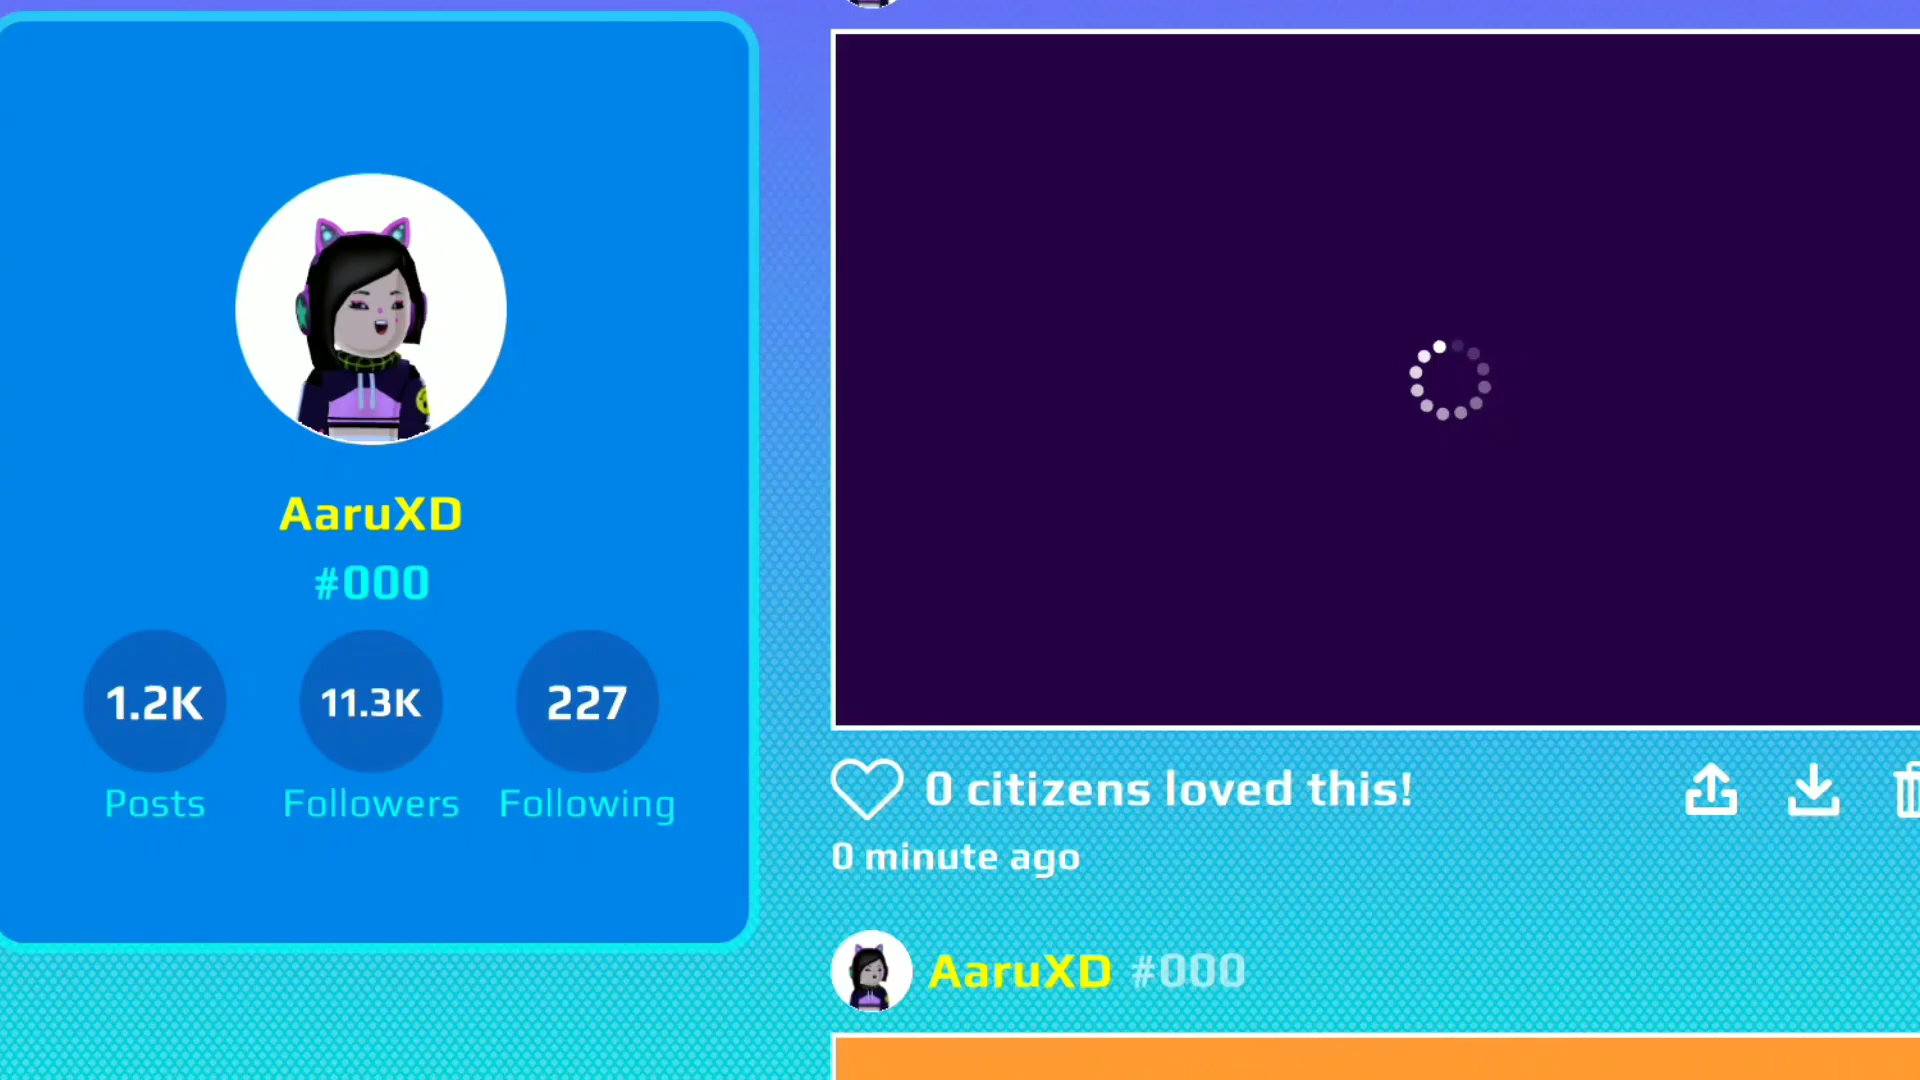 AaruXD
#000
1.2K
11.3K
227
Posts
Followers
Following
0 citizens loved this!
0 minute ago
AaruXD #000